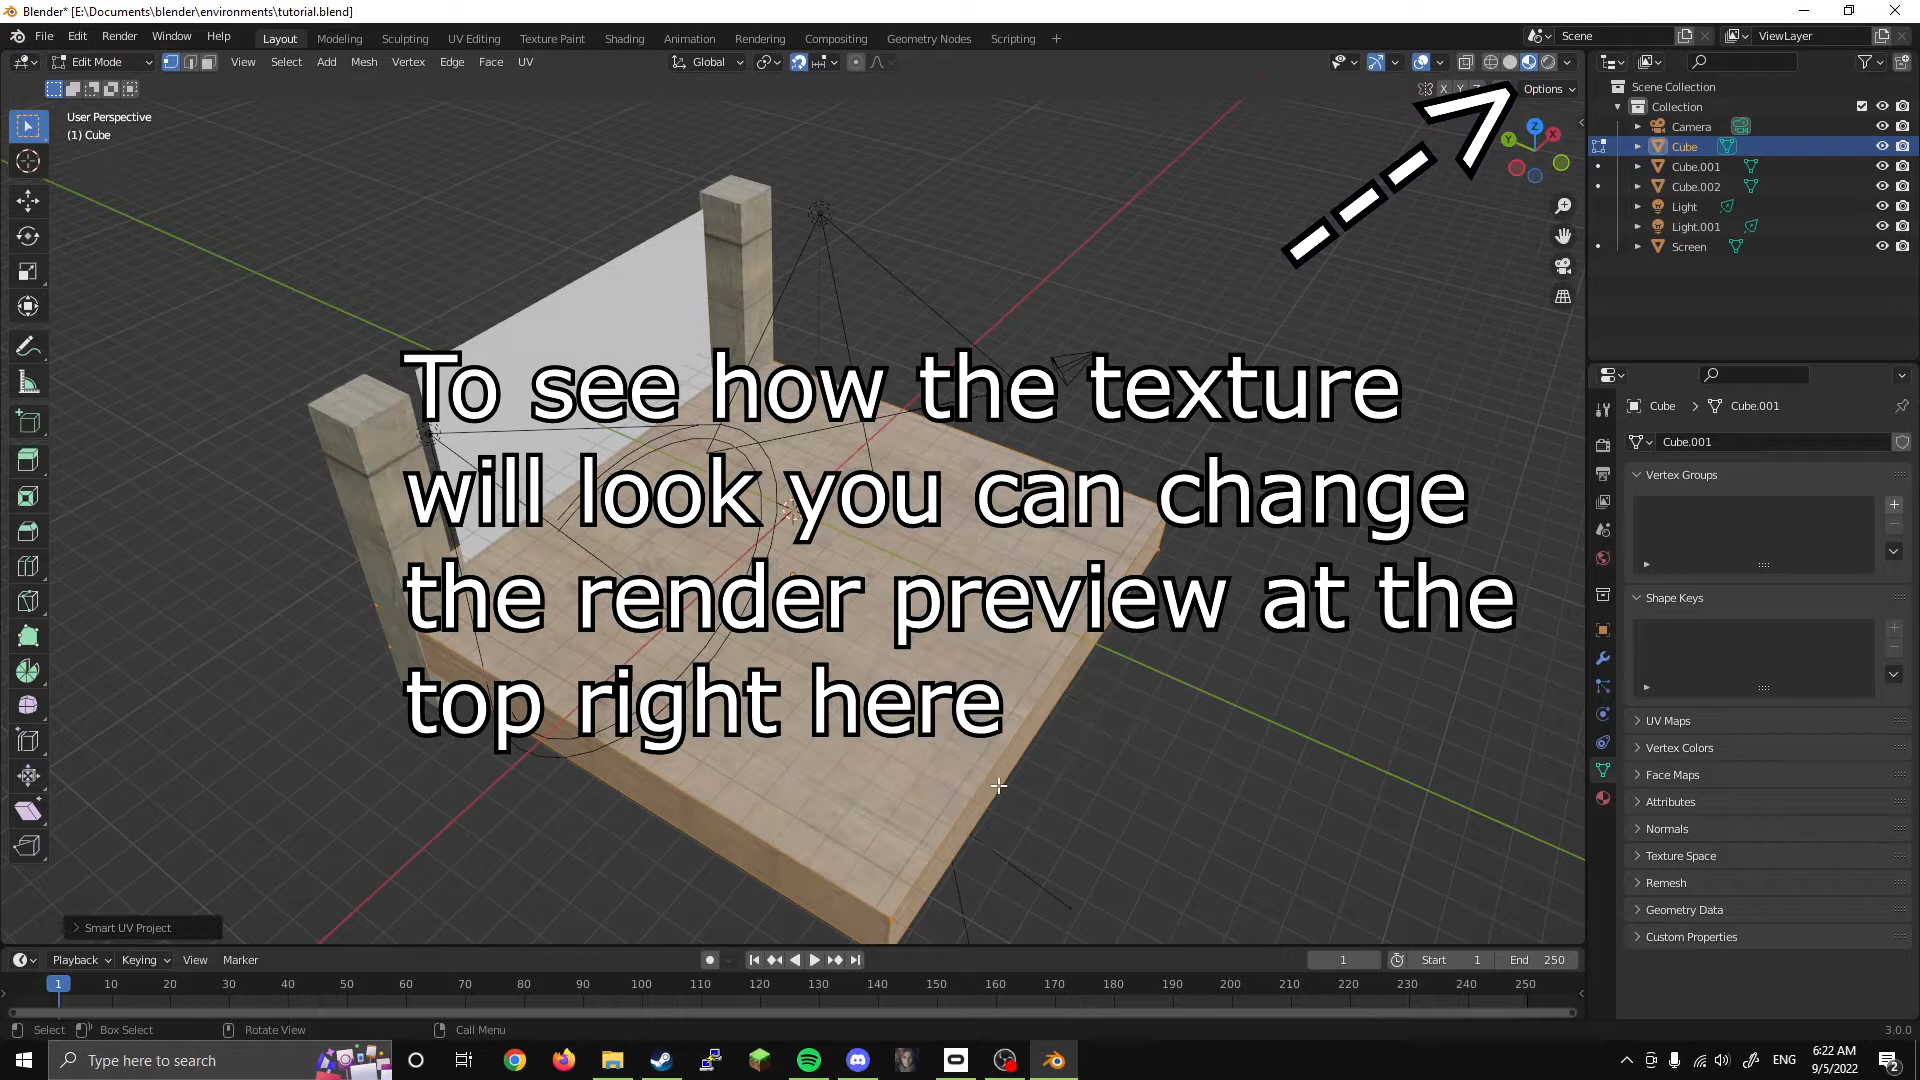 Blender* [E:\Documents\blender\environments\tutorial.blend]
File Edit Render Window Help
Layout Modeling Sculpting UV Editing Texture Paint Shading Animation Rendering Compositing Geometry Nodes Scripting +
Scene
ViewLayer
Edit Mode
View Select Add Mesh Vertex Edge Face UV
Global
X Y
Options
User Perspective
(1) Cube
Z
X
Y
Scene Collection
Collection
Camera
Cube
Cube.001
Cube.002
Light
Light.001
Screen
To see how the texture
will look you can change
the render preview at the
top right here
Cube > Cube.001
Cube.001
Vertex Groups
Shape Keys
UV Maps
Vertex Colors
Face Maps
Attributes
Normals
Texture Space
Remesh
Geometry Data
Custom Properties
> Smart UV Project
Playback Keying View Marker
1
Start 1
End 250
1 10 20 30 40 50 60 70 80 90 100 110 120 130 140 150 160 170 180 190 200 210 220 230 240 250
Select Box Select Rotate View Call Menu
3.0.0
Type here to search
ENG
6:22 AM
9/5/2022
2